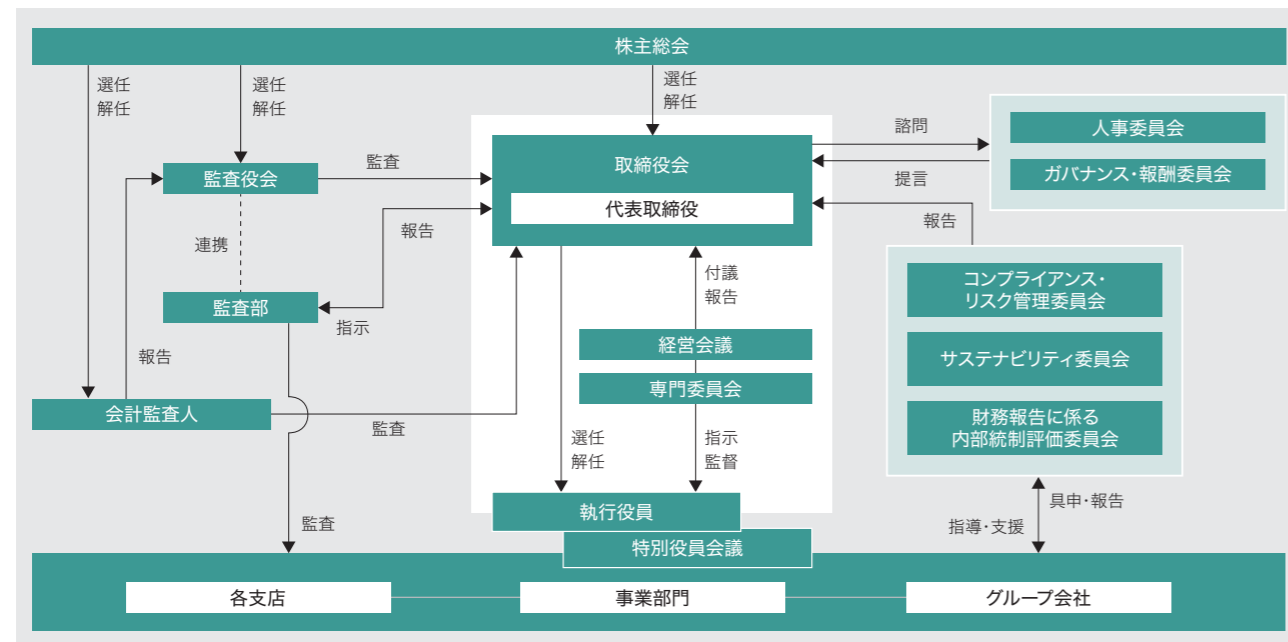 株主総会
選任
解任
選任
解任
選任
解任
諮問
人事委員会
監査役会
監査
取締役会
提言
ガバナンス・報酬委員会
代表取締役
報告
報告
連携
付議
報告
コンプライアンス・
リスク管理委員会
監査部
指示
経営会議
サステナビリティ委員会
報告
専門委員会
会計監査人
監査
財務報告に係る
内部統制評価委員会
選任
解任
指示
監督
執行役員
具申・報告
監査
指導・支援
特別役員会議
各支店
事業部門
グループ会社